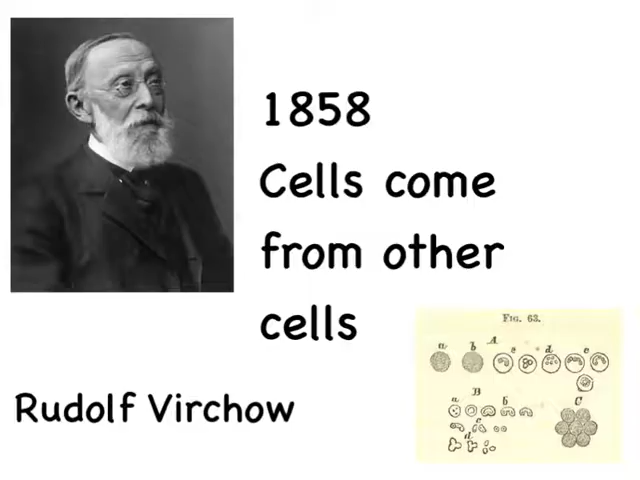 1858
Cells come
from other
cells
Rudolf Virchow
FIG. 63.
A
a b c d e
B
a b
c
d
C